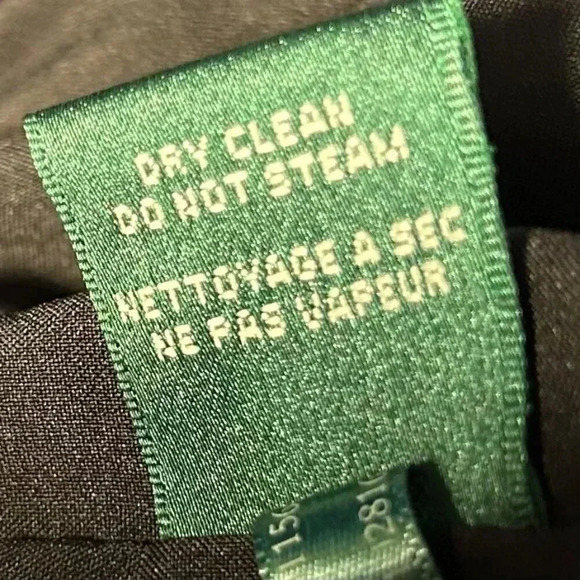 DRY CLEAN
DO NOT STEAM
NETTOYAGE A SEC
NE PAS VAPEUR